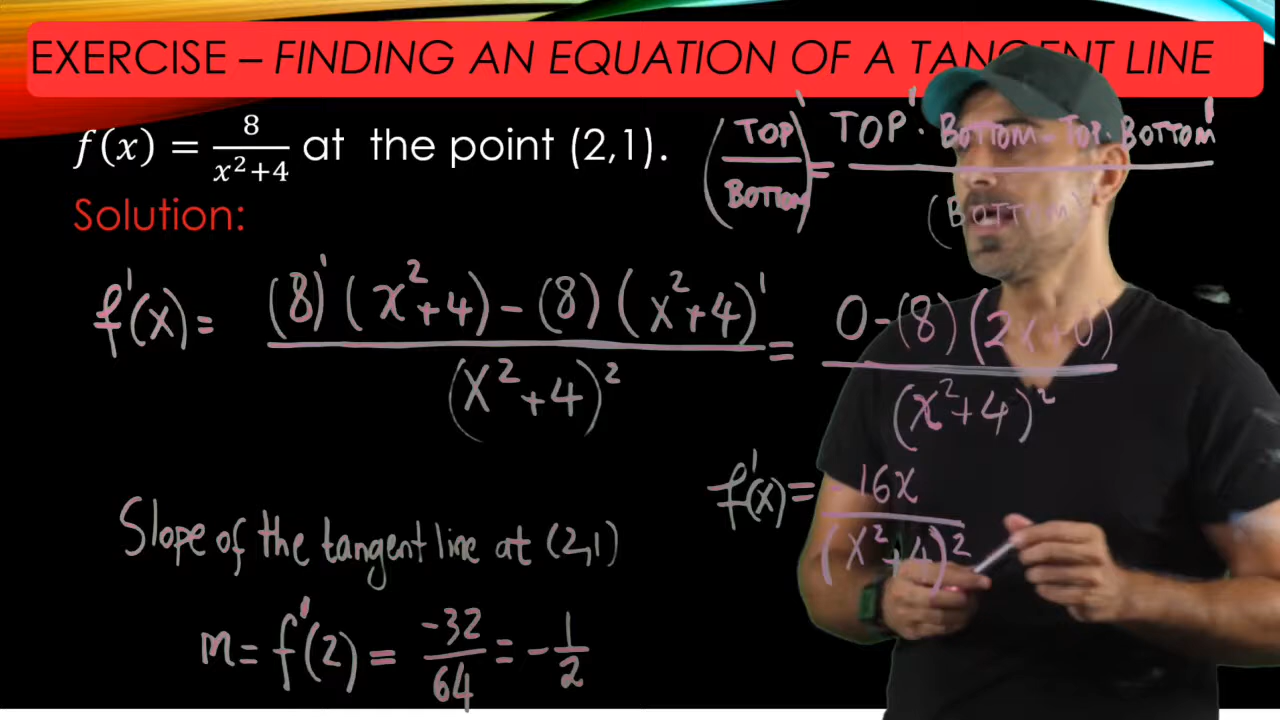 EXERCISE – FINDING AN EQUATION OF A TANGENT LINE
f(x) = 8/(x²+4) at the point (2,1).
(TOP/BOTTOM)' = (TOP'·BOTTOM-TOP·BOTTOM')/(BOTTOM)
Solution:
f'(x) = ((8)'(x²+4)-(8)(x²+4)')/(x²+4)² = (0-(8)(2x+0))/(x²+4)²
f'(x) = -16x/(x²+4)²
Slope of the tangent line at (2,1)
m = f'(2) = -32/64 = -1/2